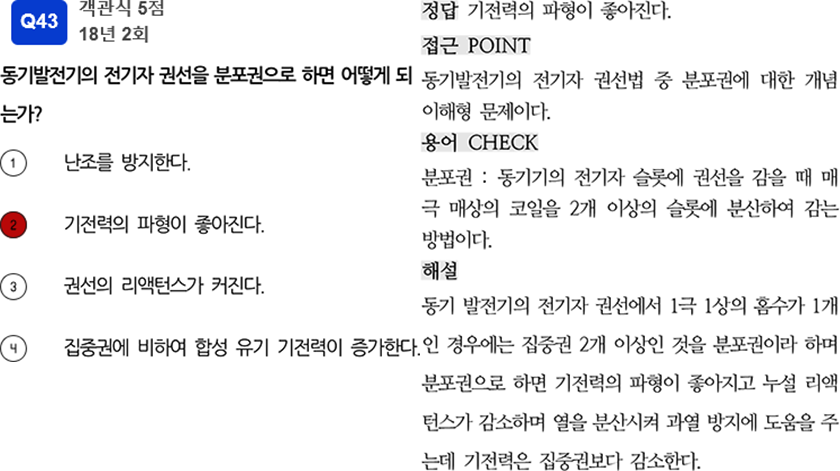 Q43
객관식 5점
18년 2회
동기발전기의 전기자 권선을 분포권으로 하면 어떻게 되
는가?
1 난조를 방지한다.
2 기전력의 파형이 좋아진다.
3 권선의 리액턴스가 커진다.
4 집중권에 비하여 합성 유기 기전력이 증가한다.
정답 기전력의 파형이 좋아진다.
접근 POINT
동기발전기의 전기자 권선법 중 분포권에 대한 개념
이해형 문제이다.
용어 CHECK
분포권 : 동기기의 전기자 슬롯에 권선을 감을 때 매
극 매상의 코일을 2개 이상의 슬롯에 분산하여 감는
방법이다.
해설
동기 발전기의 전기자 권선에서 1극 1상의 홈수가 1개
인 경우에는 집중권 2개 이상인 것을 분포권이라 하며
분포권으로 하면 기전력의 파형이 좋아지고 누설 리액
턴스가 감소하며 열을 분산시켜 과열 방지에 도움을 주
는데 기전력은 집중권보다 감소한다.